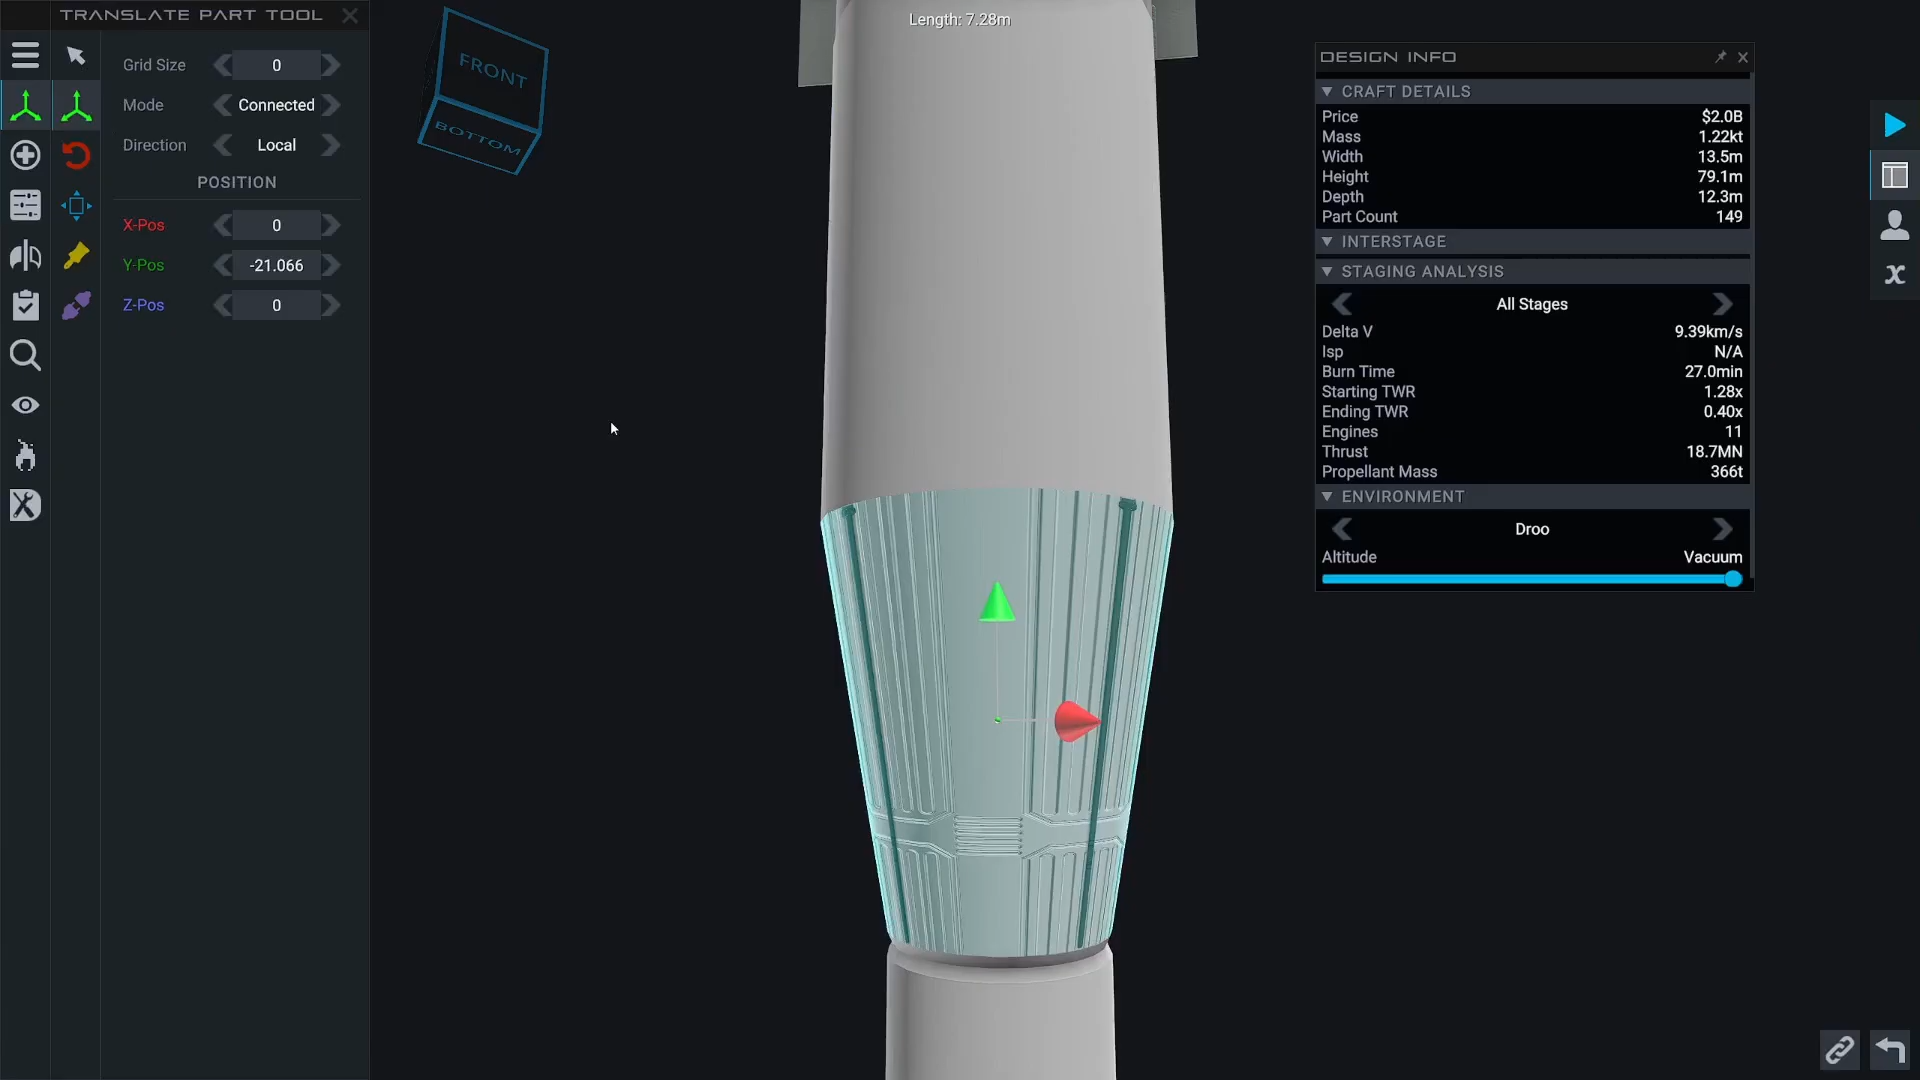 TRANSLATE PART TOOL
Grid Size 0
Mode Connected
Direction Local
POSITION
X-Pos 0
Y-Pos -21.066
Z-Pos 0
FRONT
BOTTOM
Length: 7.28m
DESIGN INFO
CRAFT DETAILS
Price $2.0B
Mass 1.22kt
Width 13.5m
Height 79.1m
Depth 12.3m
Part Count 149
INTERSTAGE
STAGING ANALYSIS
All Stages
Delta V 9.39km/s
Isp N/A
Burn Time 27.0min
Starting TWR 1.28x
Ending TWR 0.40x
Engines 11
Thrust 18.7MN
Propellant Mass 366t
ENVIRONMENT
Droo
Altitude Vacuum
x